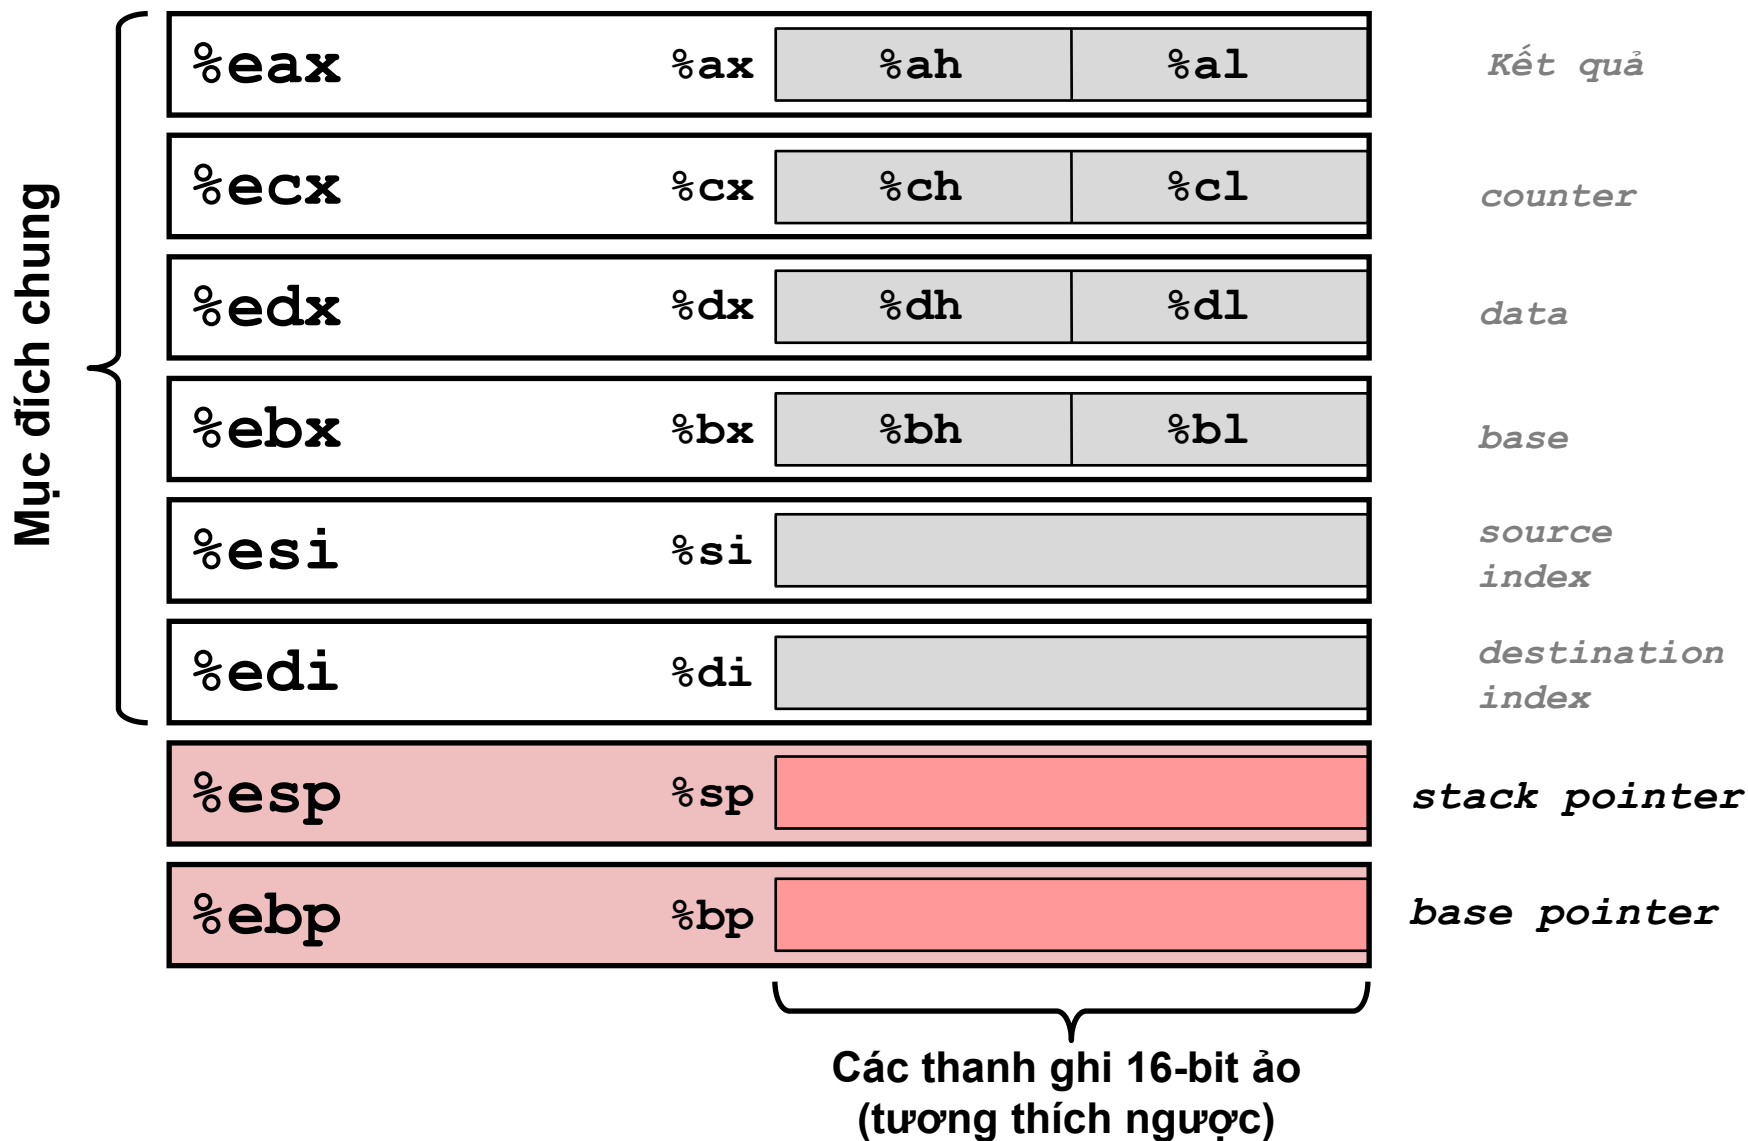 Mục đích chung
%eax %ax %ah %al Kết quả
%ecx %cx %ch %cl counter
%edx %dx %dh %dl data
%ebx %bx %bh %bl base
%esi %si source
index
%edi %di destination
index
%esp %sp stack pointer
%ebp %bp base pointer
Các thanh ghi 16-bit ảo
(tương thích ngược)